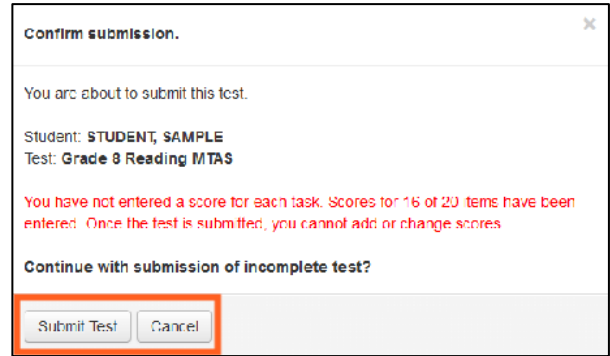 Confirm submission.
×
You are about to submit this test.
Student: STUDENT, SAMPLE
Test: Grade 8 Reading MTAS
You have not entered a score for each task. Scores for 16 of 20 items have been
entered. Once the test is submitted, you cannot add or change scores
Continue with submission of incomplete test?
Submit Test Cancel